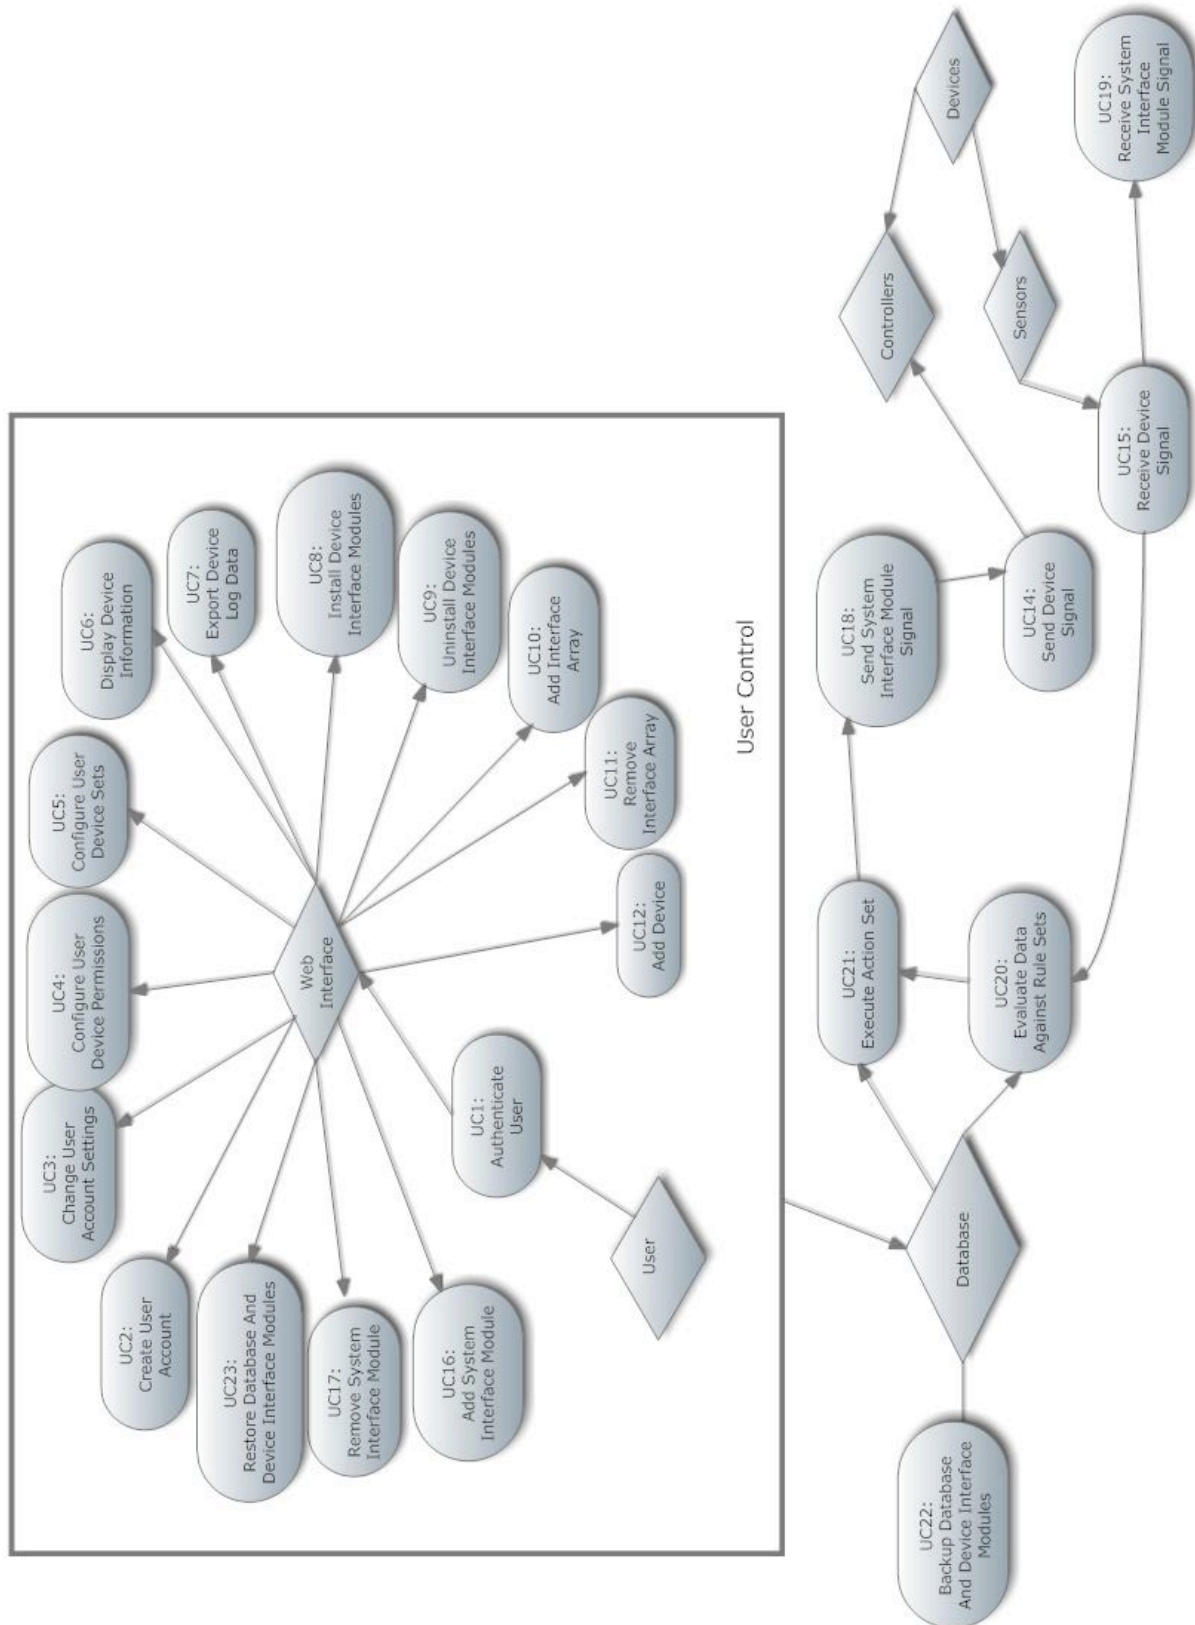 UC2:
Create User
Account
UC3:
Change User
Account Settings
UC4:
Configure User
Device Permissions
UC5:
Configure User
Device Sets
UC6:
Display Device
Information
UC7:
Export Device
Log Data
UC8:
Install Device
Interface Modules
UC9:
Uninstall Device
Interface Modules
UC10:
Add Interface
Array
UC11:
Remove
Interface Array
UC12:
Add Device
Web
Interface
UC23:
Restore Database And
Device Interface Modules
UC17:
Remove System
Interface Module
UC16:
Add System
Interface Module
UC1:
Authenticate
User
User
User Control
UC22:
Backup Database
And Device Interface
Modules
Database
UC21:
Execute Action Set
UC20:
Evaluate Data
Against Rule Sets
UC18:
Send System
Interface Module
Signal
UC14:
Send Device
Signal
Controllers
Devices
Sensors
UC15:
Receive Device
Signal
UC19:
Receive System
Interface
Module Signal